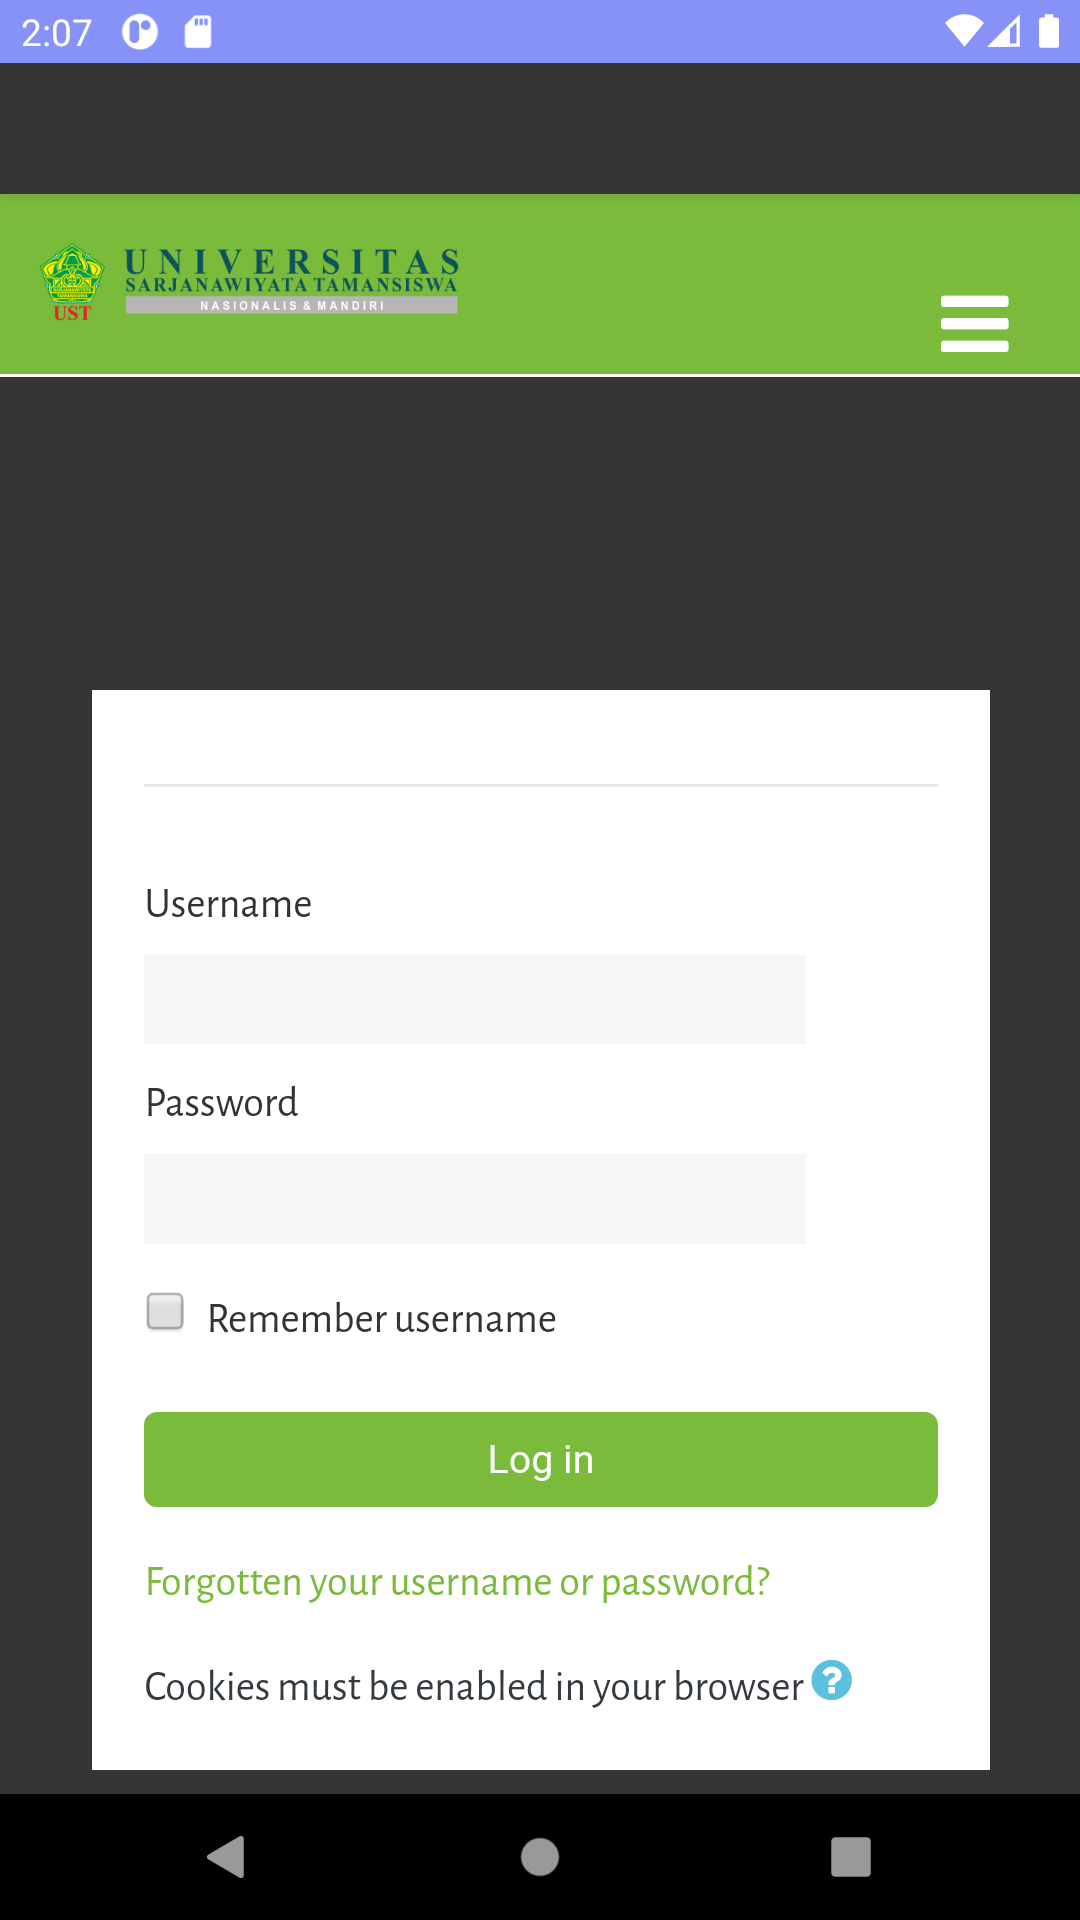 2:07
UNIVERSITAS
SARJANAWIYATA TAMANSISWA
NASIONALIS & MANDIRI
UST
Username
Password
Remember username
Log in
Forgotten your username or password?
Cookies must be enabled in your browser